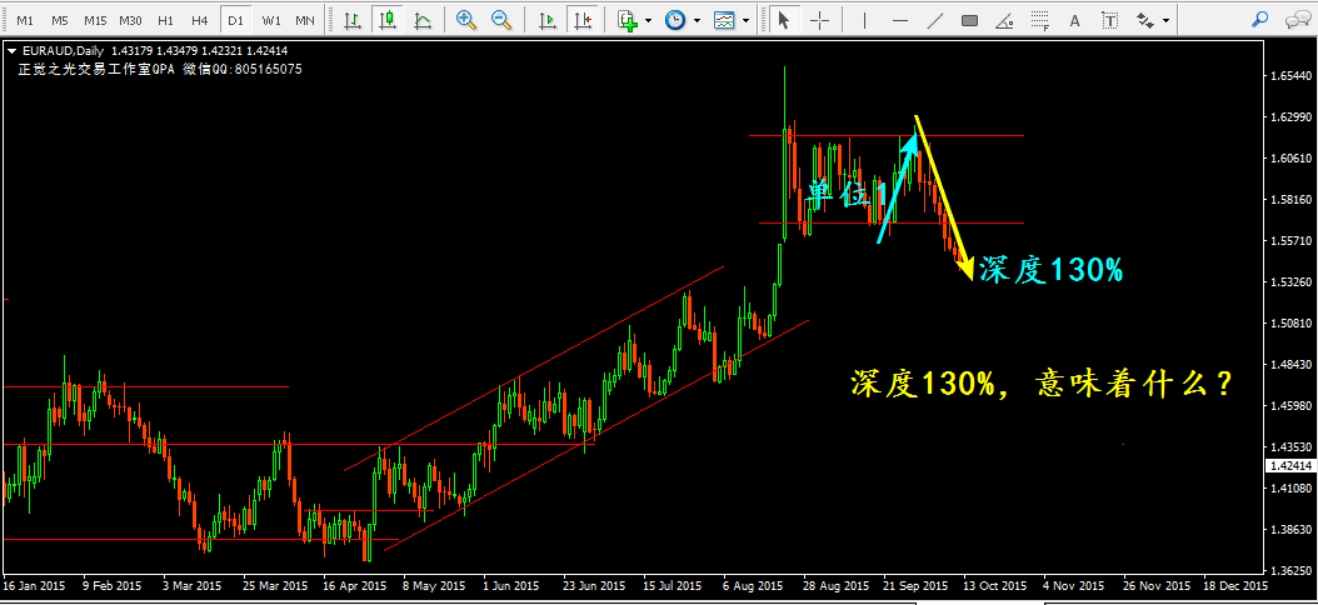 M1 M5 M15 M30 H1 H4 D1 W1 MN A T
EURAUD,Daily 1.43179 1.43479 1.42321 1.42414
正觉之光交易工作室QPA 微信QQ:805165075
1.65440
1.62990
1.60610
1.58160
单位1
1.55710
深度130%
1.53260
1.50810
1.48430
深度130%，意味着什么？
1.45980
1.43530
1.42414
1.41080
1.38630
1.36250
16 Jan 2015 9 Feb 2015 3 Mar 2015 25 Mar 2015 16 Apr 2015 8 May 2015 1 Jun 2015 23 Jun 2015 15 Jul 2015 6 Aug 2015 28 Aug 2015 21 Sep 2015 13 Oct 2015 4 Nov 2015 26 Nov 2015 18 Dec 2015